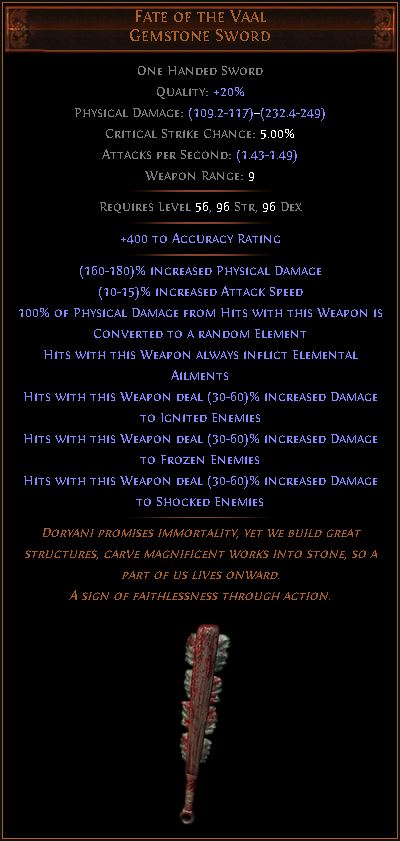 Fate of the Vaal
Gemstone Sword
One Handed Sword
Quality: +20%
Physical Damage: (109.2-117)–(232.4-249)
Critical Strike Chance: 5.00%
Attacks per Second: (1.43-1.49)
Weapon Range: 9
Requires Level 56, 96 Str, 96 Dex
+400 to Accuracy Rating
(160-180)% increased Physical Damage
(10-15)% increased Attack Speed
100% of Physical Damage from Hits with this Weapon is
Converted to a random Element
Hits with this Weapon always inflict Elemental
Ailments
Hits with this Weapon deal (30-60)% increased Damage
to Ignited Enemies
Hits with this Weapon deal (30-60)% increased Damage
to Frozen Enemies
Hits with this Weapon deal (30-60)% increased Damage
to Shocked Enemies
Doryani promises immortality, yet we build great
structures, carve magnificent works into stone, so a
part of us lives onward.
A sign of faithlessness through action.